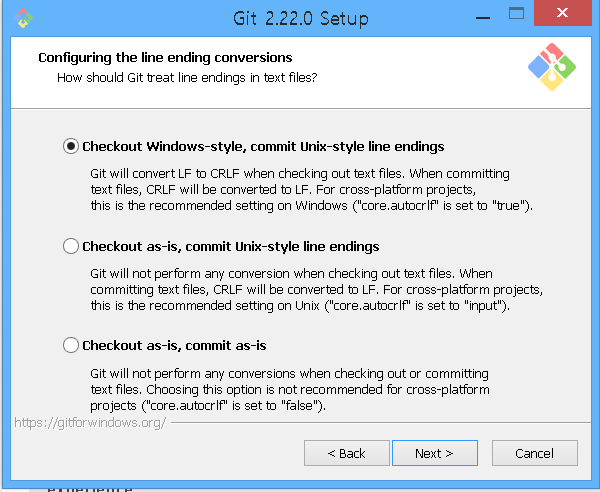 Git 2.22.0 Setup
Configuring the line ending conversions
How should Git treat line endings in text files?
Checkout Windows-style, commit Unix-style line endings
Git will convert LF to CRLF when checking out text files. When committing
text files, CRLF will be converted to LF. For cross-platform projects,
this is the recommended setting on Windows ("core.autocrlf" is set to "true").
Checkout as-is, commit Unix-style line endings
Git will not perform any conversion when checking out text files. When
committing text files, CRLF will be converted to LF. For cross-platform projects,
this is the recommended setting on Unix ("core.autocrlf" is set to "input").
Checkout as-is, commit as-is
Git will not perform any conversions when checking out or committing
text files. Choosing this option is not recommended for cross-platform
projects ("core.autocrlf" is set to "false").
https://gitforwindows.org/
< Back Next > Cancel
experience